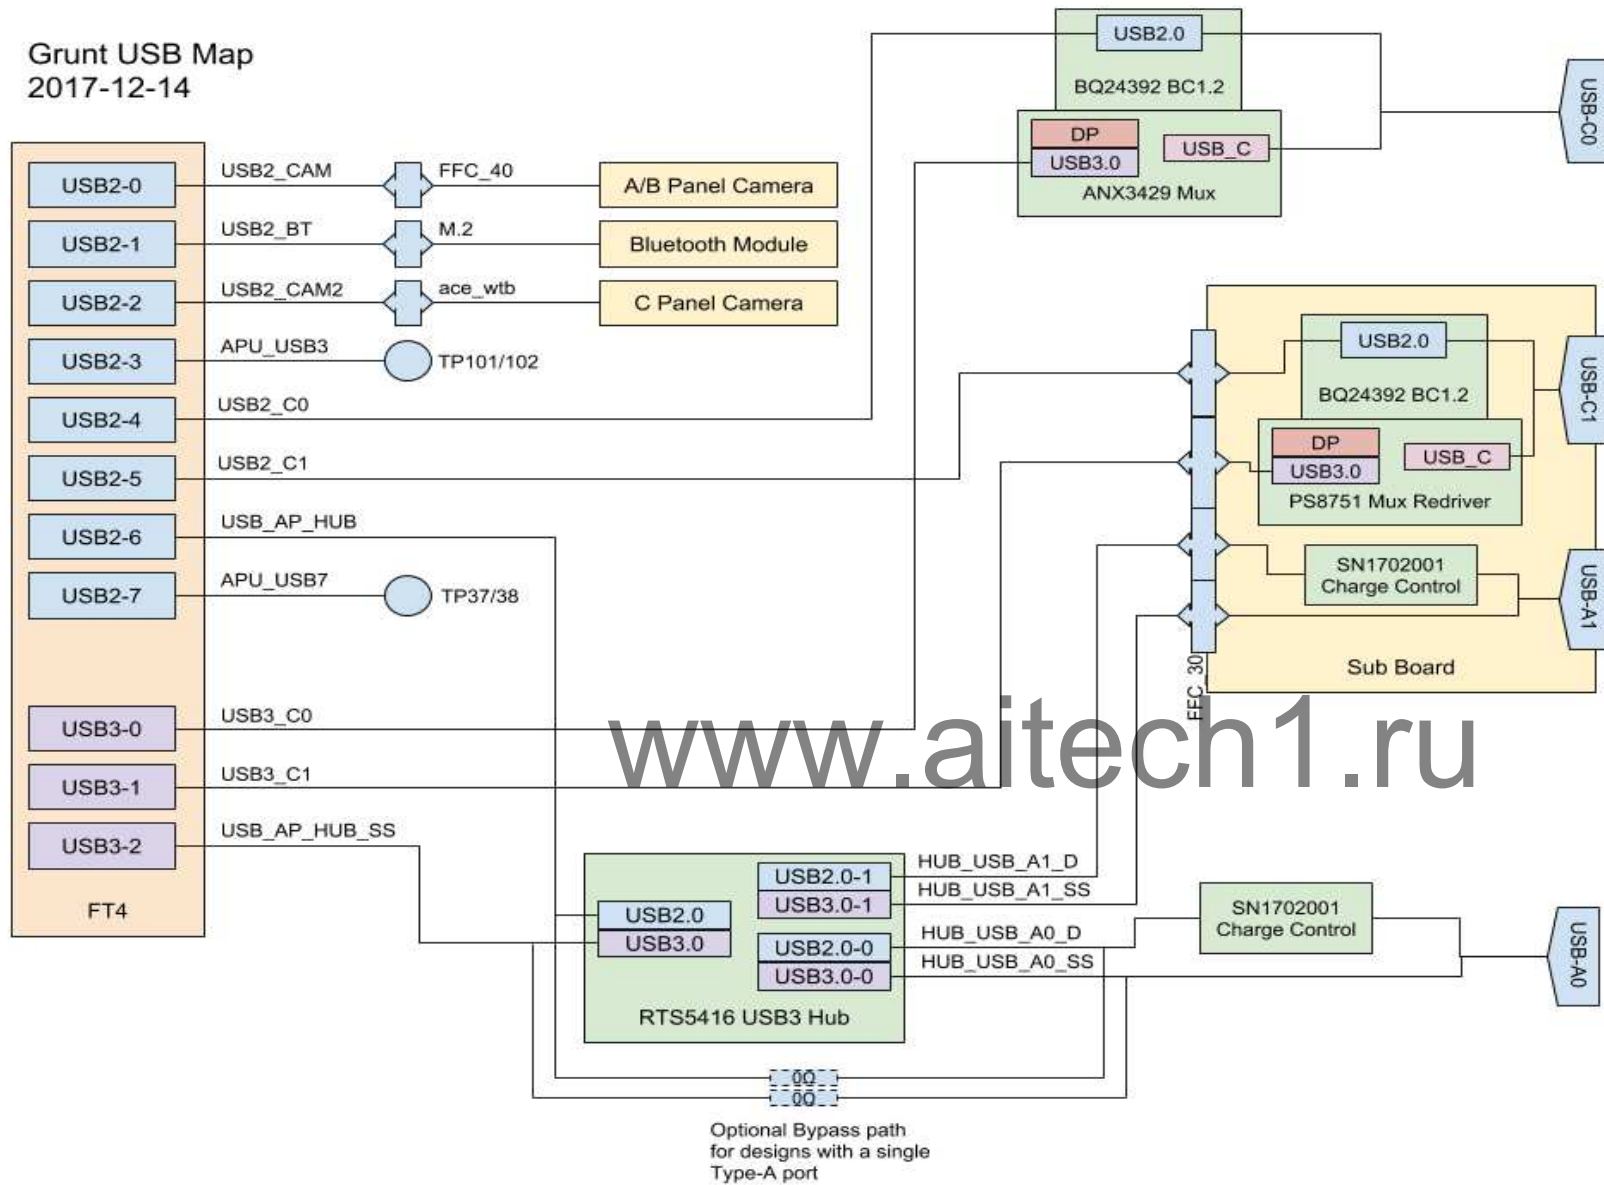 Grunt USB Map
2017-12-14
USB2.0
BQ24392 BC1.2
DP
USB3.0
USB_C
ANX3429 Mux
USB-C0
USB2-0
USB2_CAM
FFC_40
A/B Panel Camera
USB2-1
USB2_BT
M.2
Bluetooth Module
USB2-2
USB2_CAM2
ace_wtb
C Panel Camera
USB2-3
APU_USB3
TP101/102
USB2-4
USB2_C0
USB2-5
USB2_C1
USB2-6
USB_AP_HUB
USB2-7
APU_USB7
TP37/38
USB3-0
USB3_C0
USB3-1
USB3_C1
USB3-2
USB_AP_HUB_SS
FT4
USB2.0
BQ24392 BC1.2
DP
USB3.0
USB_C
PS8751 Mux Redriver
USB-C1
SN1702001
Charge Control
USB-A1
Sub Board
FFC_30
www.aitech1.ru
USB2.0
USB3.0
USB2.0-1
USB3.0-1
USB2.0-0
USB3.0-0
RTS5416 USB3 Hub
HUB_USB_A1_D
HUB_USB_A1_SS
HUB_USB_A0_D
HUB_USB_A0_SS
SN1702001
Charge Control
USB-A0
0Ω
0Ω
Optional Bypass path
for designs with a single
Type-A port